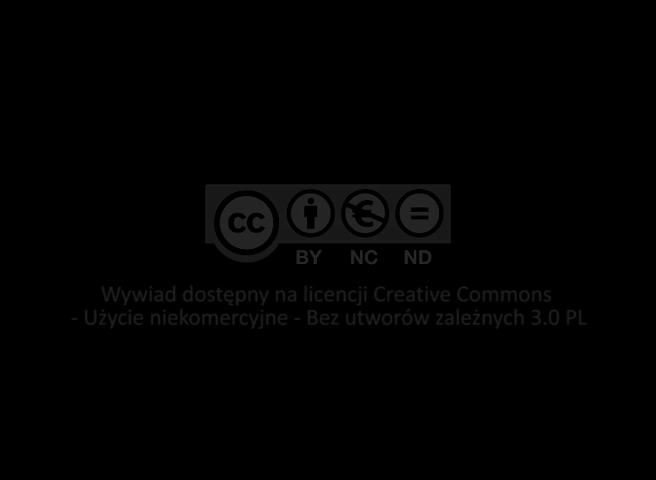 cc
BY NC ND
Wywiad dostępny na licencji Creative Commons
- Użycie niekomercyjne - Bez utworów zależnych 3.0 PL